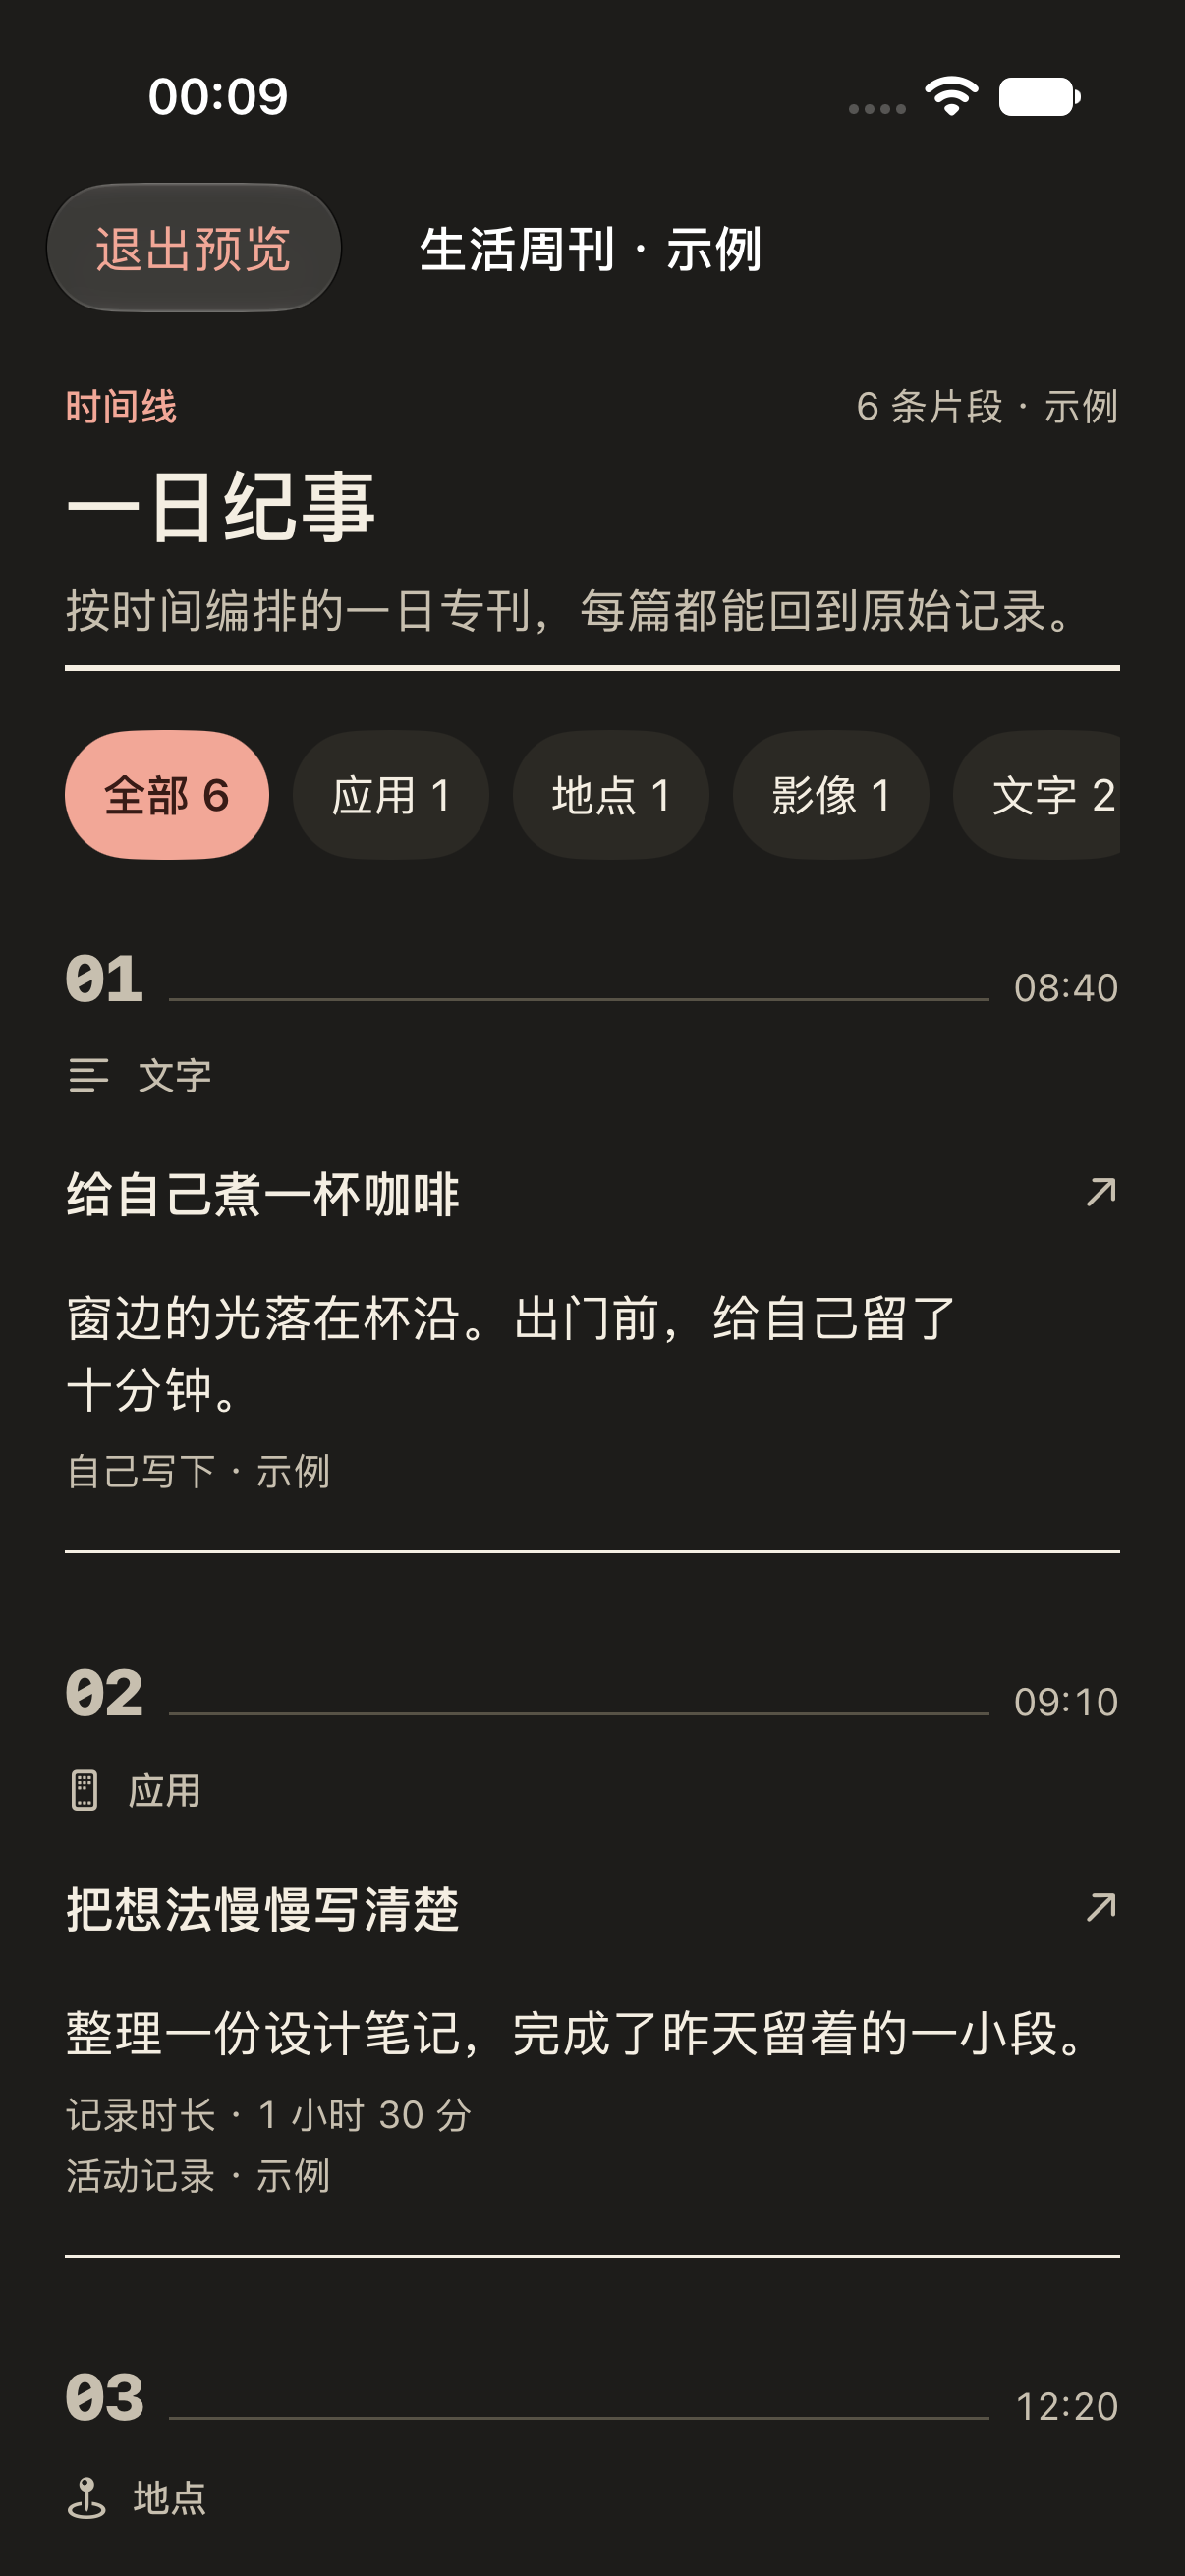 00:09
退出预览
生活周刊 · 示例
时间线
6 条片段 · 示例
一日纪事
按时间编排的一日专刊，每篇都能回到原始记录。
全部 6
应用 1
地点 1
影像 1
文字 2
01
08:40
文字
给自己煮一杯咖啡
窗边的光落在杯沿。出门前，给自己留了
十分钟。
自己写下 · 示例
02
09:10
应用
把想法慢慢写清楚
整理一份设计笔记，完成了昨天留着的一小段。
记录时长 · 1 小时 30 分
活动记录 · 示例
03
12:20
地点